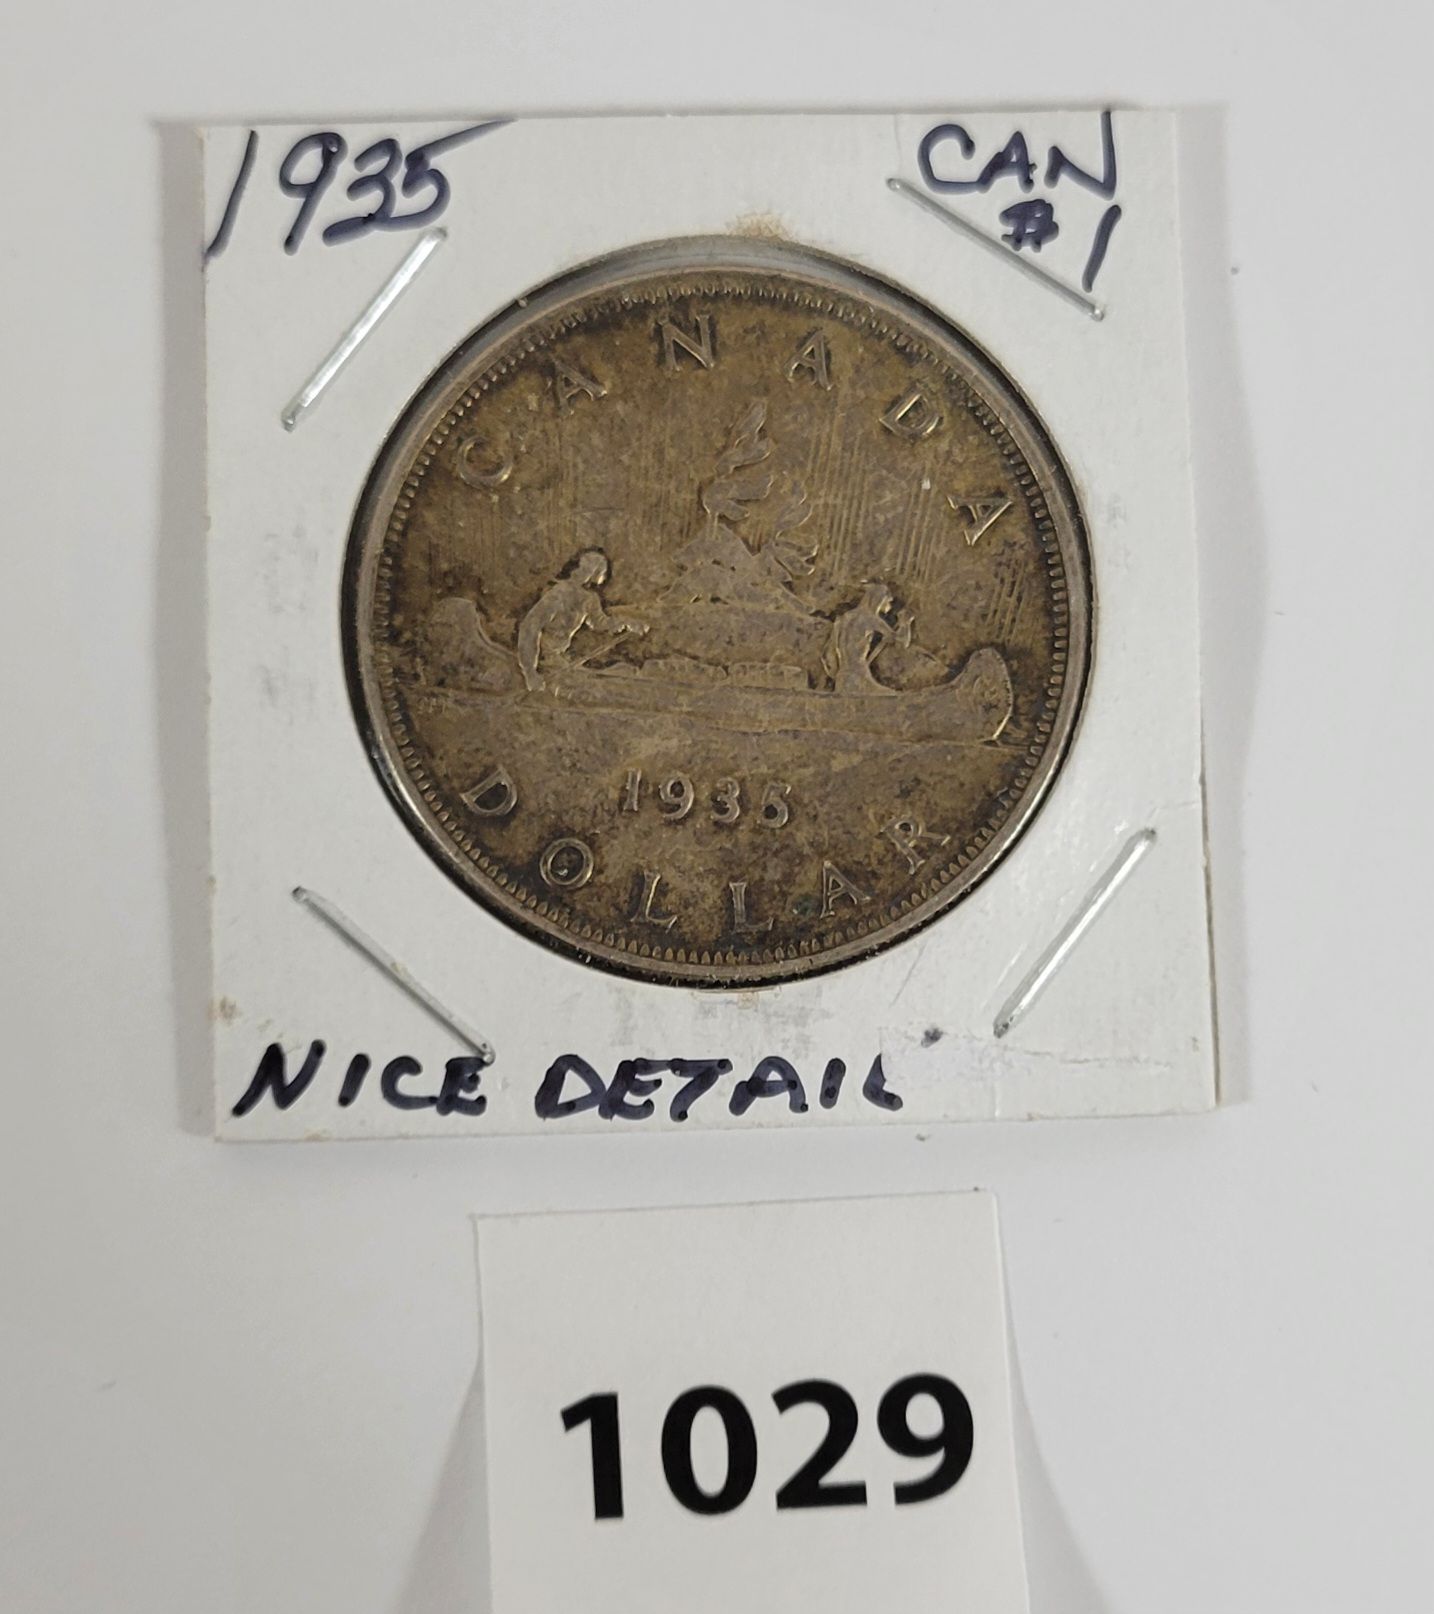 1935
CAN
#1
CANADA
1935
DOLLAR
NICE DETAIL
1029